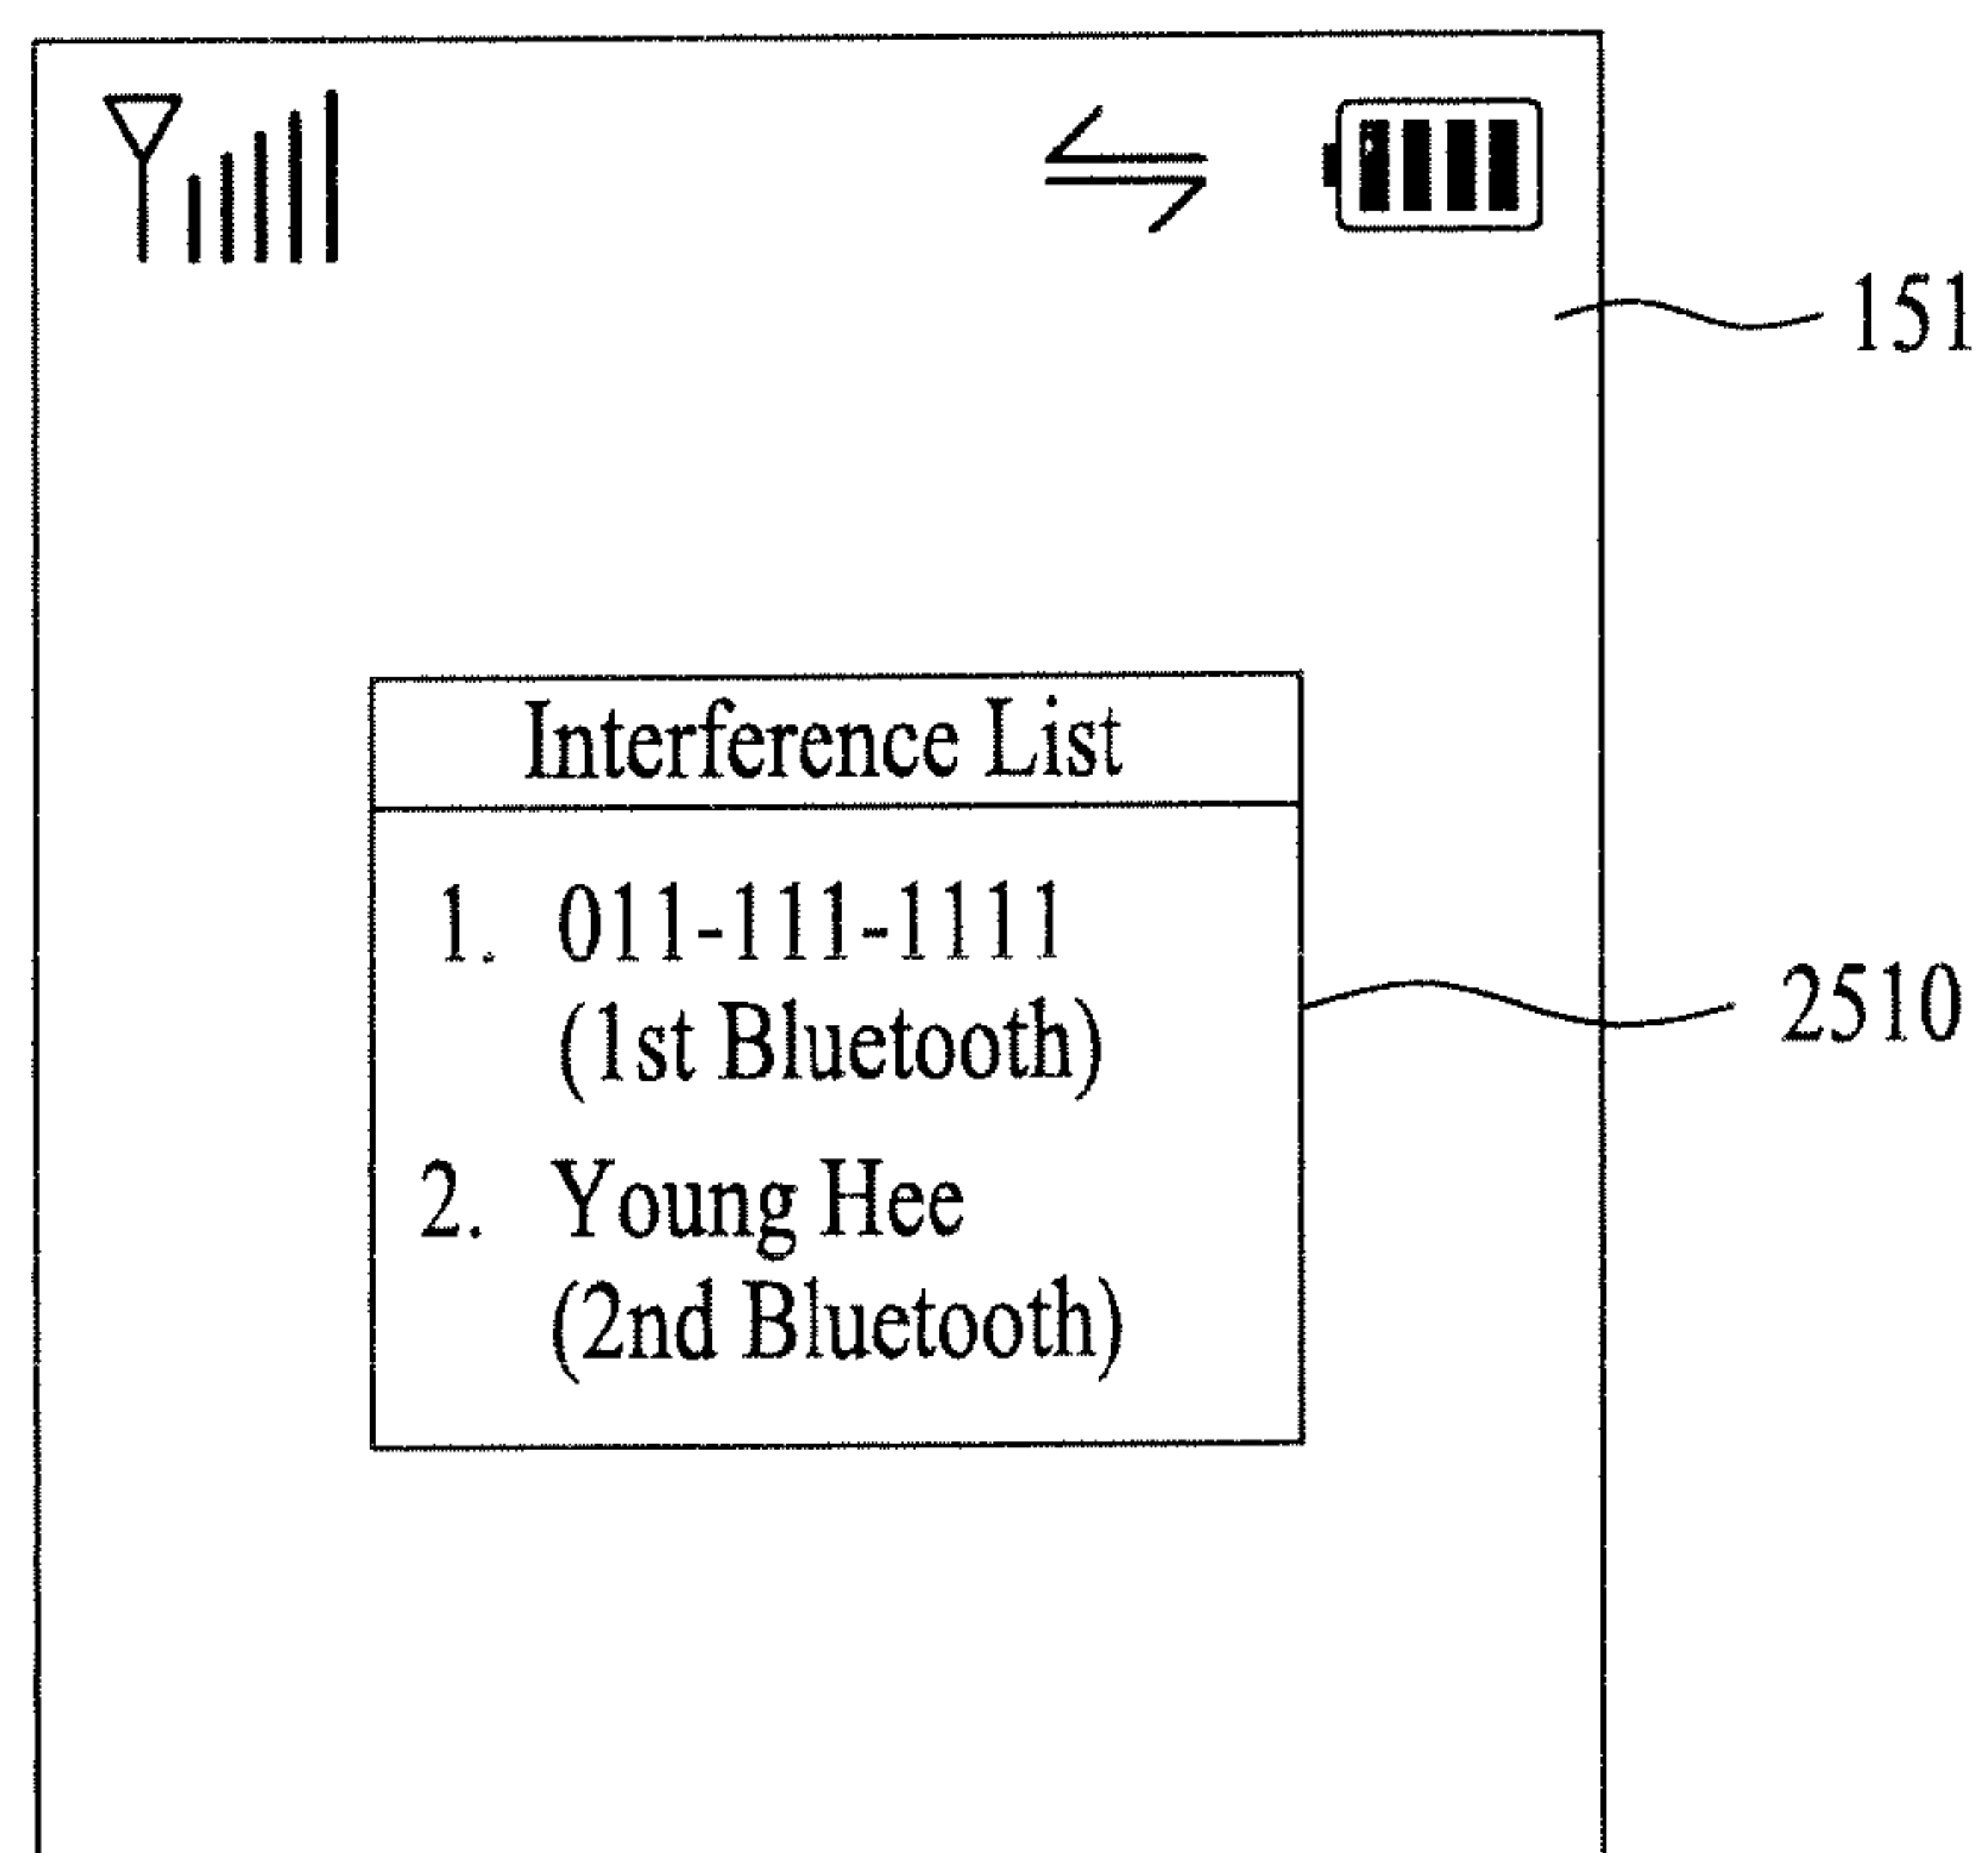 151
Interference List
1. 011-111-1111
(1st Bluetooth)
2510
2. Young Hee
(2nd Bluetooth)